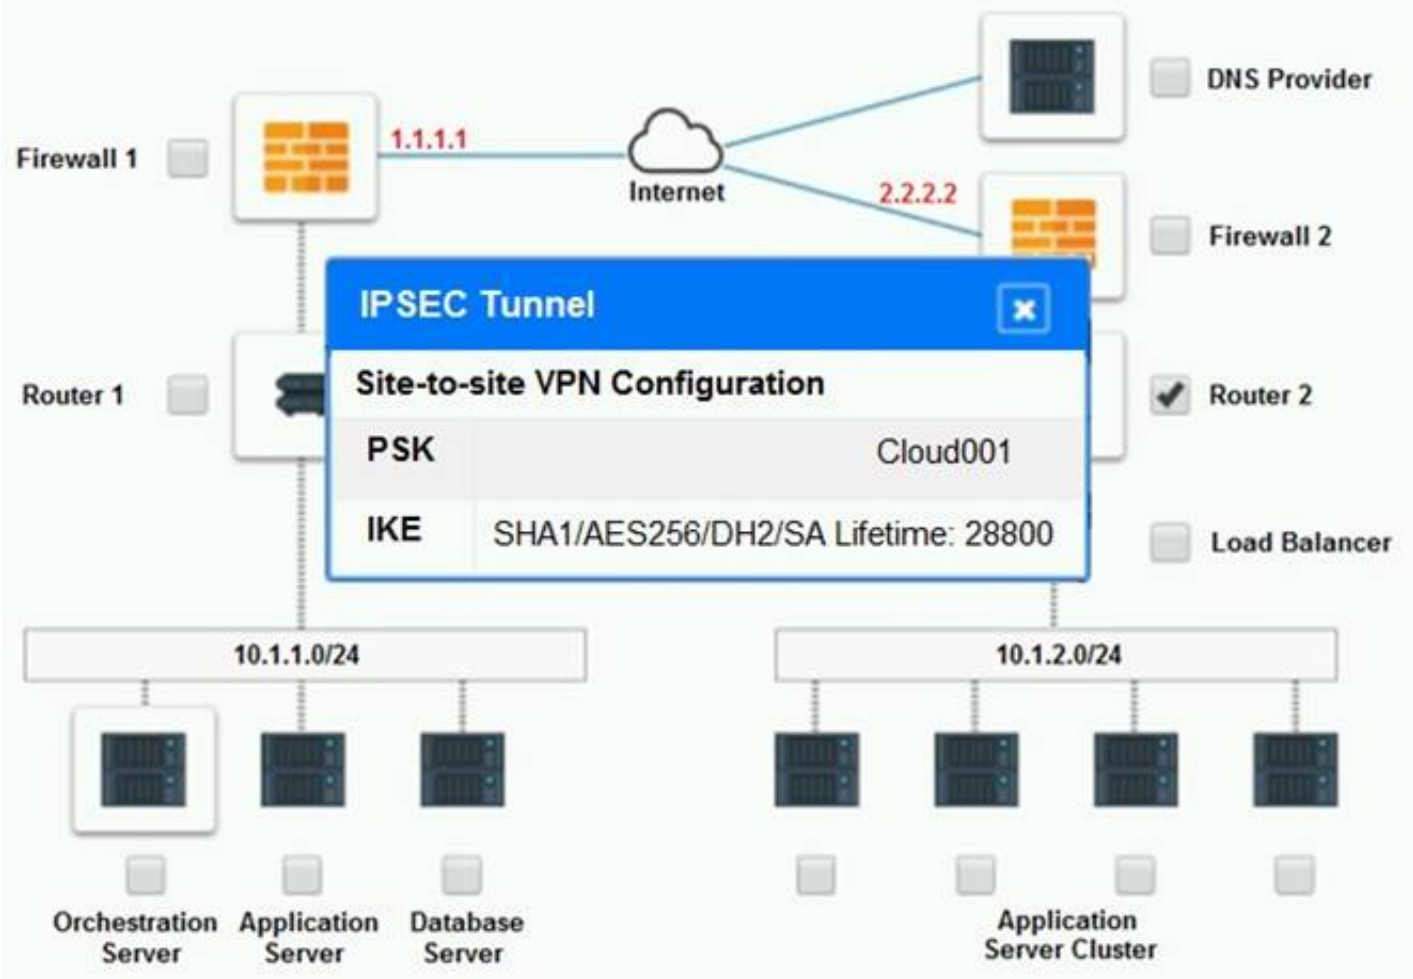 DNS Provider
Firewall 1
1.1.1.1
Internet
2.2.2.2
Firewall 2
IPSEC Tunnel
Site-to-site VPN Configuration
Router 1
Router 2
PSK Cloud001
IKE SHA1/AES256/DH2/SA Lifetime: 28800
Load Balancer
10.1.1.0/24
10.1.2.0/24
Orchestration
Server
Application
Server
Database
Server
Application
Server Cluster